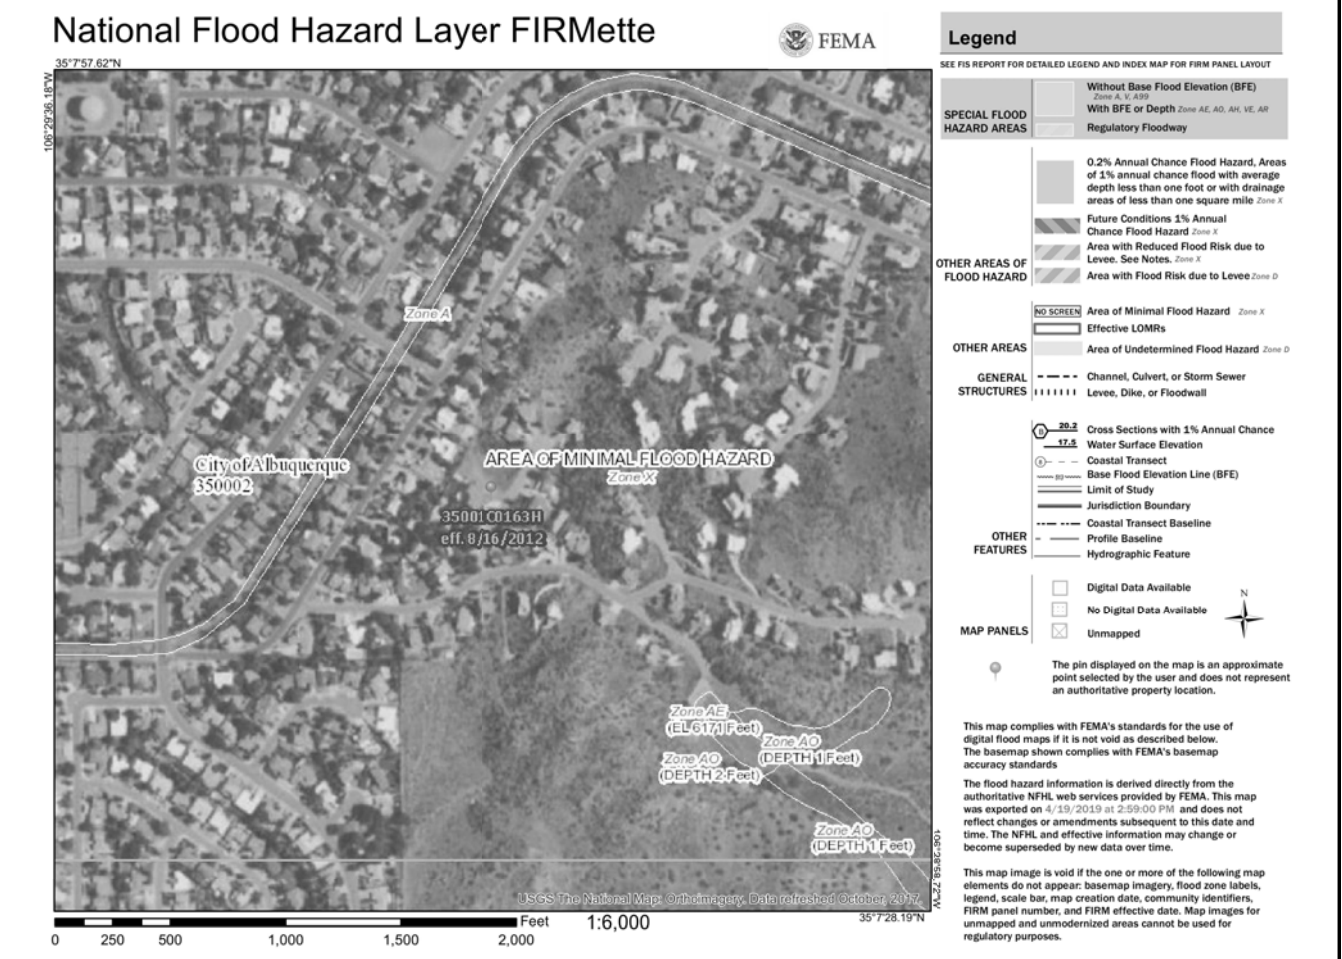 National Flood Hazard Layer FIRMette
FEMA
35°7'57.62"N
106°29'36.18"W
Zone A
City of Albuquerque
350002
AREA OF MINIMAL FLOOD HAZARD
Zone X
35001C0163H
eff. 8/16/2012
Zone AE
(EL 6171 Feet)
Zone AO
(DEPTH 1 Feet)
Zone AO
(DEPTH 2 Feet)
Zone AO
(DEPTH 1 Feet)
106°28'58.72"W
USGS The National Map: Orthoimagery. Data refreshed October, 2017.
35°7'28.19"N
Feet
1:6,000
0 250 500 1,000 1,500 2,000
Legend
SEE FIS REPORT FOR DETAILED LEGEND AND INDEX MAP FOR FIRM PANEL LAYOUT
SPECIAL FLOOD
HAZARD AREAS
Without Base Flood Elevation (BFE)
Zone A, V, A99
With BFE or Depth Zone AE, AO, AH, VE, AR
Regulatory Floodway
OTHER AREAS OF
FLOOD HAZARD
0.2% Annual Chance Flood Hazard, Areas
of 1% annual chance flood with average
depth less than one foot or with drainage
areas of less than one square mile Zone X
Future Conditions 1% Annual
Chance Flood Hazard Zone X
Area with Reduced Flood Risk due to
Levee. See Notes. Zone X
Area with Flood Risk due to Levee Zone D
OTHER AREAS
NO SCREEN Area of Minimal Flood Hazard Zone X
Effective LOMRs
Area of Undetermined Flood Hazard Zone D
GENERAL
STRUCTURES
Channel, Culvert, or Storm Sewer
Levee, Dike, or Floodwall
OTHER
FEATURES
B 20.2 Cross Sections with 1% Annual Chance
17.5 Water Surface Elevation
8 Coastal Transect
513 Base Flood Elevation Line (BFE)
Limit of Study
Jurisdiction Boundary
Coastal Transect Baseline
Profile Baseline
Hydrographic Feature
MAP PANELS
Digital Data Available
No Digital Data Available
Unmapped
N
The pin displayed on the map is an approximate
point selected by the user and does not represent
an authoritative property location.
This map complies with FEMA's standards for the use of
digital flood maps if it is not void as described below.
The basemap shown complies with FEMA's basemap
accuracy standards
The flood hazard information is derived directly from the
authoritative NFHL web services provided by FEMA. This map
was exported on 4/19/2019 at 2:59:00 PM and does not
reflect changes or amendments subsequent to this date and
time. The NFHL and effective information may change or
become superseded by new data over time.
This map image is void if the one or more of the following map
elements do not appear: basemap imagery, flood zone labels,
legend, scale bar, map creation date, community identifiers,
FIRM panel number, and FIRM effective date. Map images for
unmapped and unmodernized areas cannot be used for
regulatory purposes.